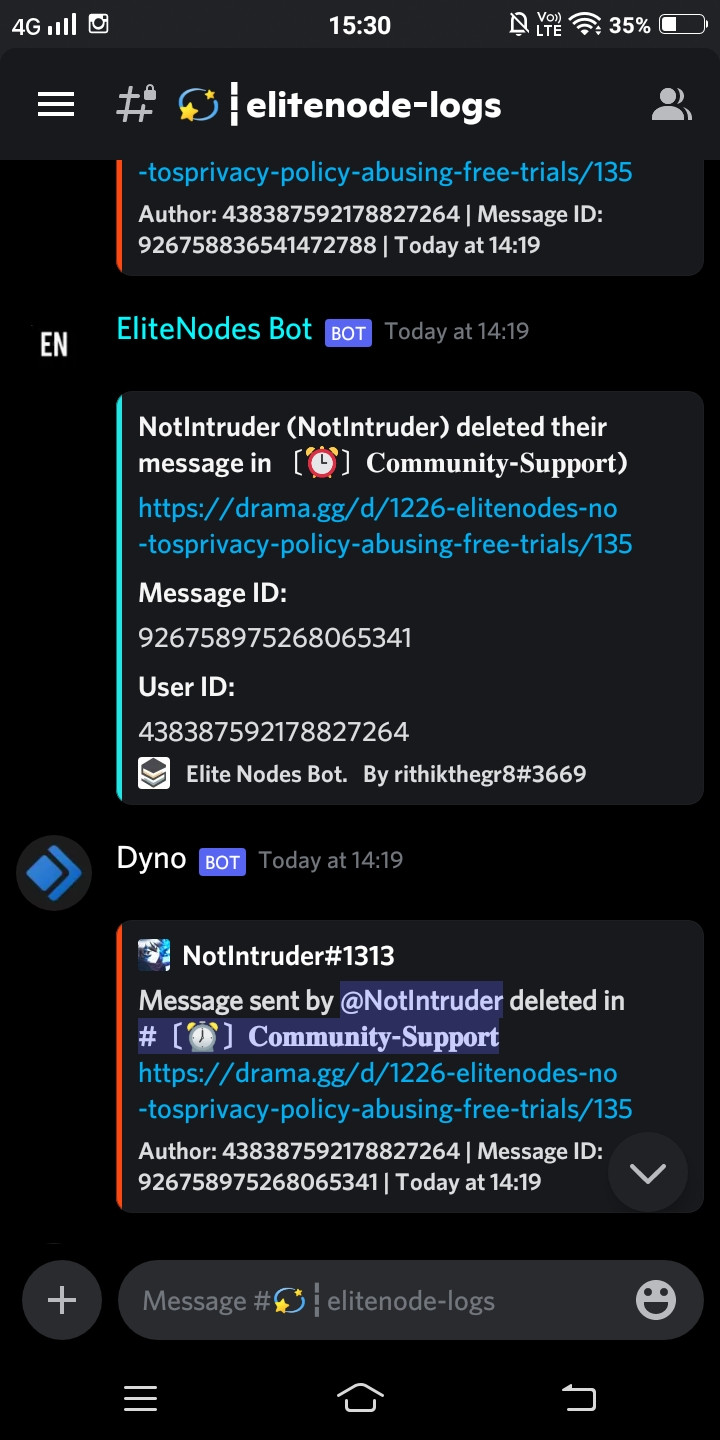 4G 15:30 Vo)) LTE 35%
# 💫┇elitenode-logs
-tosprivacy-policy-abusing-free-trials/135
Author: 438387592178827264 | Message ID:
926758836541472788 | Today at 14:19
EN
EliteNodes Bot BOT Today at 14:19
NotIntruder (NotIntruder) deleted their
message in 〔⏰〕 𝐂𝐨𝐦𝐦𝐮𝐧𝐢𝐭𝐲-𝐒𝐮𝐩𝐩𝐨𝐫𝐭)
https://drama.gg/d/1226-elitenodes-no
-tosprivacy-policy-abusing-free-trials/135
Message ID:
926758975268065341
User ID:
438387592178827264
Elite Nodes Bot. By rithikthegr8#3669
Dyno BOT Today at 14:19
NotIntruder#1313
Message sent by @NotIntruder deleted in
#〔⏰〕𝐂𝐨𝐦𝐦𝐮𝐧𝐢𝐭𝐲-𝐒𝐮𝐩𝐩𝐨𝐫𝐭
https://drama.gg/d/1226-elitenodes-no
-tosprivacy-policy-abusing-free-trials/135
Author: 438387592178827264 | Message ID:
926758975268065341 | Today at 14:19
Message #💫┇elitenode-logs